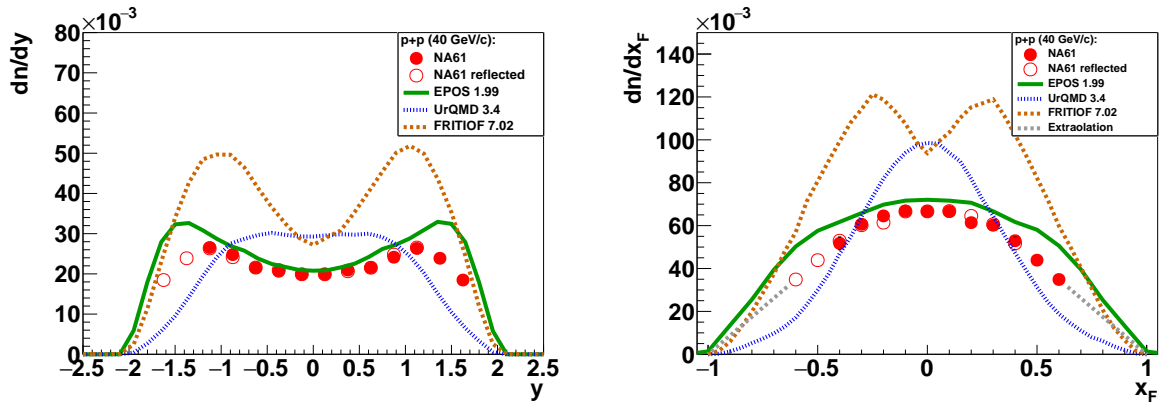 ×10⁻³
dn/dy
80
70
60
50
40
30
20
10
0
−2.5 −2 −1.5 −1 −0.5 0 0.5 1 1.5 2 2.5
y
p+p (40 GeV/c):
NA61
NA61 reflected
EPOS 1.99
UrQMD 3.4
FRITIOF 7.02
×10⁻³
dn/dx_F
140
120
100
80
60
40
20
0
−1 −0.5 0 0.5 1
x_F
p+p (40 GeV/c):
NA61
NA61 reflected
EPOS 1.99
UrQMD 3.4
FRITIOF 7.02
Extraolation